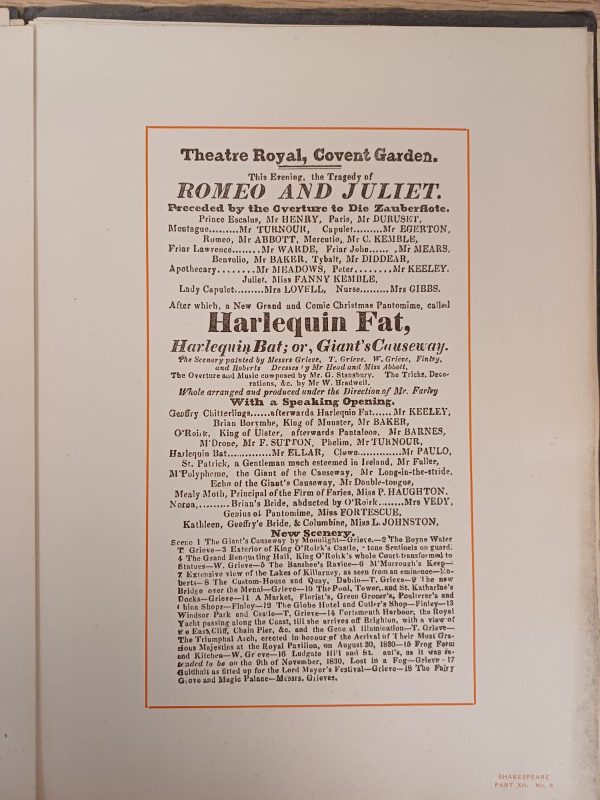 Theatre Royal, Covent Garden.
This Evening, the Tragedy of
ROMEO AND JULIET.
Preceded by the Overture to Die Zauberflote.
Prince Escalus, Mr HENRY, Paris, Mr DURUSET,
Montague.........Mr TURNOUR, Capulet.........Mr EGERTON,
Romeo, Mr ABBOTT, Mercutio, Mr C. KEMBLE,
Friar Lawrence.......Mr WARDE, Friar John...... .Mr MEARS,
Benvolio, Mr BAKER, Tybalt, Mr DIDDEAR,
Apothecary........Mr MEADOWS, Peter........Mr KEELEY.
Juliet, Miss FANNY KEMBLE,
Lady Capulet.........Mrs LOVELL, Nurse.........Mrs GIBBS.
After which, a New Grand and Comic Christmas Pantomime, called
Harlequin Fat,
Harlequin Bat; or, Giant's Causeway.
The Scenery painted by Messrs Grieve, T. Grieve, W. Grieve, Finley,
and Roberts Dresses by Mr Head and Miss Abbott,
The Overture and Music composed by Mr. G. Stansbury. The Tricks, Deco-
rations, &c. by Mr W. Bradwell.
Whole arranged and produced under the Direction of Mr. Farley
With a Speaking Opening.
Geoffry Chitterlings......afterwards Harlequin Fat......Mr KEELEY,
Brian Borymhe, King of Munster, Mr BAKER,
O'Roirk, King of Ulster, afterwards Pantaloon, Mr BARNES,
M'Drone, Mr F. SUTTON, Phelim, Mr TURNOUR,
Harlequin Bat.............Mr ELLAR, Clown.............Mr PAULO,
St. Patrick, a Gentleman much esteemed in Iceland, Mr Fuller,
M'Polypheme, the Giant of the Causeway, Mr Long-in-the-stride,
Echo of the Giant's Causeway, Mr Double-tongue,
Mealy Moth, Principal of the Firm of Faries, Miss P. HAUGHTON.
Norah,.........Brian's Bride, abducted by O'Roirk.......Mrs VEDY,
Genius of Pantomime, Miss FORTESCUE,
Kathleen, Geoffry's Bride, & Columbine, Miss L. JOHNSTON,
New Scenery.
Scene 1 The Giant's Causeway by Moonlight—Grieve.—2 The Boyne Water
T. Grieve—3 Exterior of King O'Roirk's Castle, tone Sentinels on guard.
4 The Grand Banqueting Hall, King O'Roirk's whole Court transformed to
Statues—W. Grieve—5 The Banshee's Ravine—6 M'Murrough's Keep—
7 Extensive view of the Lakes of Killarney, as seen from an eminence—Ro-
berts—8 The Custom-House and Quay, Dublin—T. Grieve—9 The new
Bridge over the Menai—Grieve—10 The Pool, Tower, and St. Katharine's
Docks—Grieve—11 A Market, Florist's, Green Grocer's, Poulterer's and
China Shops—Finley—12 The Globe Hotel and Cutler's Shop—Finley—13
Windsor Park and Castle—T. Grieve—14 Portsmouth Harbour, the Royal
Yacht passing along the Coast, till she arrives off Brighton, with a view of
the East Cliff, Chain Pier, &c. and the General Illumination—T. Grieve—
The Triumphal Arch, erected in honour of the Arrival of Their Most Gra-
cious Majesties at the Royal Pavilion, on August 30, 1830—15 Frog Farm
and Kitchen—W. Grieve—16 Ludgate Hill and St. aul's, as it was in-
tended to be on the 9th of November, 1830, Lost in a Fog—Grieve -17
Guildhall as fitted up for the Lord Mayor's Festival—Grieve—18 The Fairy
Grove and Magic Palace—Messrs. Grieves.
SHAKESPEARE
PART XII, No. 8